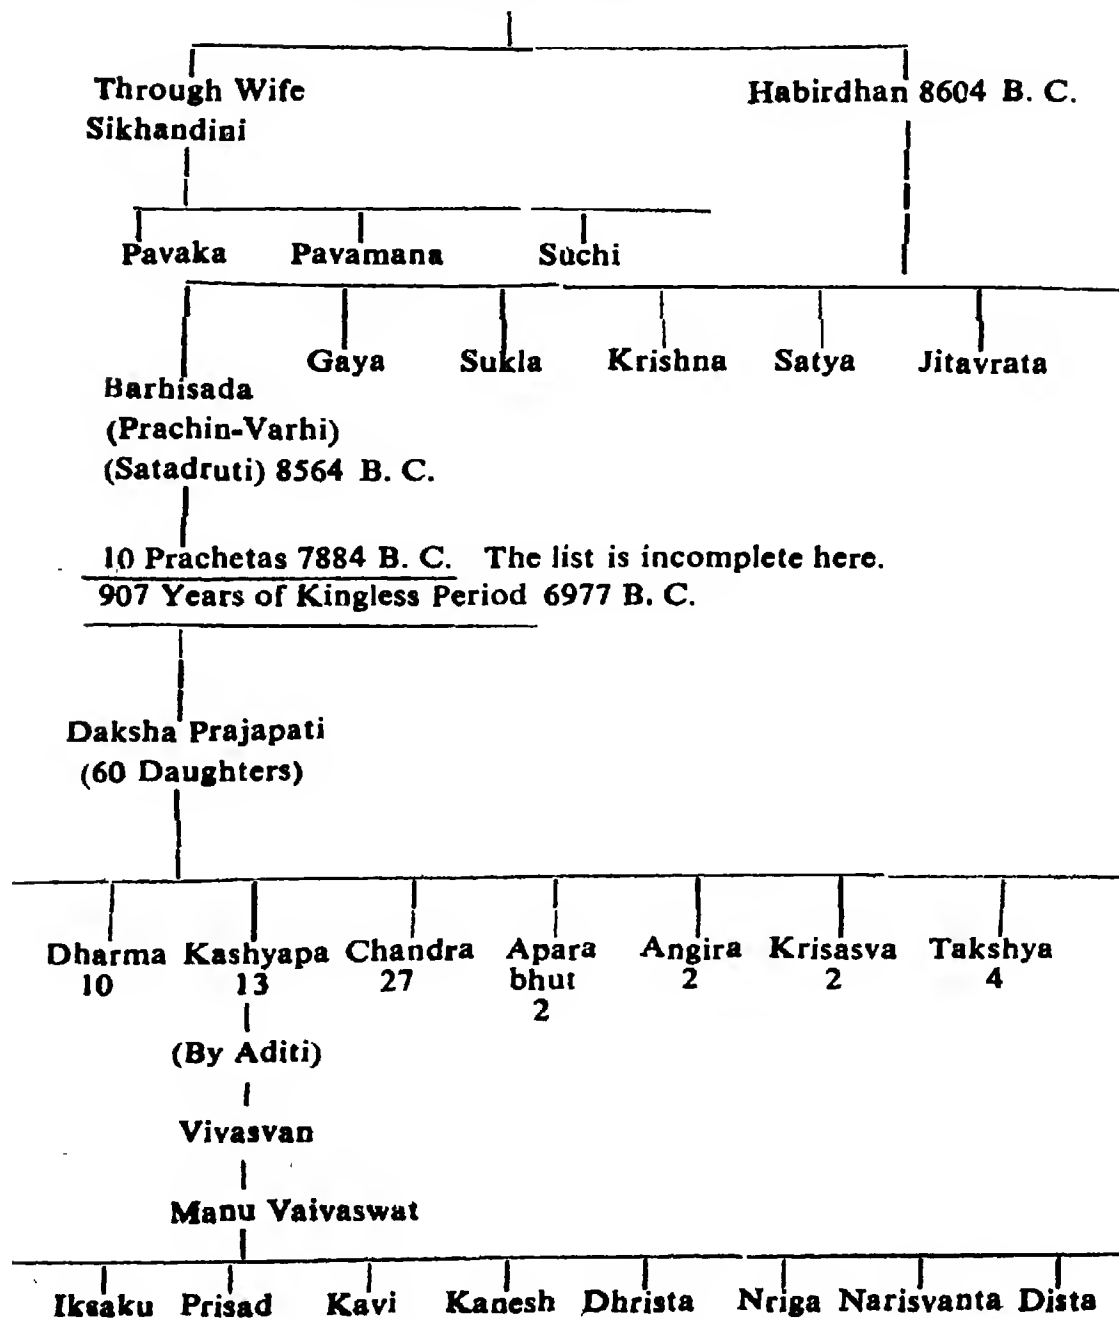 Through Wife
Sikhandini
Habirdhan 8604 B. C.
Pavaka Pavamana Suchi
Gaya Sukla Krishna Satya Jitavrata
Barhisada
(Prachin-Varhi)
(Satadruti) 8564 B. C.
10 Prachetas 7884 B. C. The list is incomplete here.
907 Years of Kingless Period 6977 B. C.
Daksha Prajapati
(60 Daughters)
Dharma Kashyapa Chandra Apara Angira Krisasva Takshya
10 13 27 bhut 2 2 4
2
(By Aditi)
Vivasvan
Manu Vaivaswat
Iksaku Prisad Kavi Kanesh Dhrista Nriga Narisvanta Dista